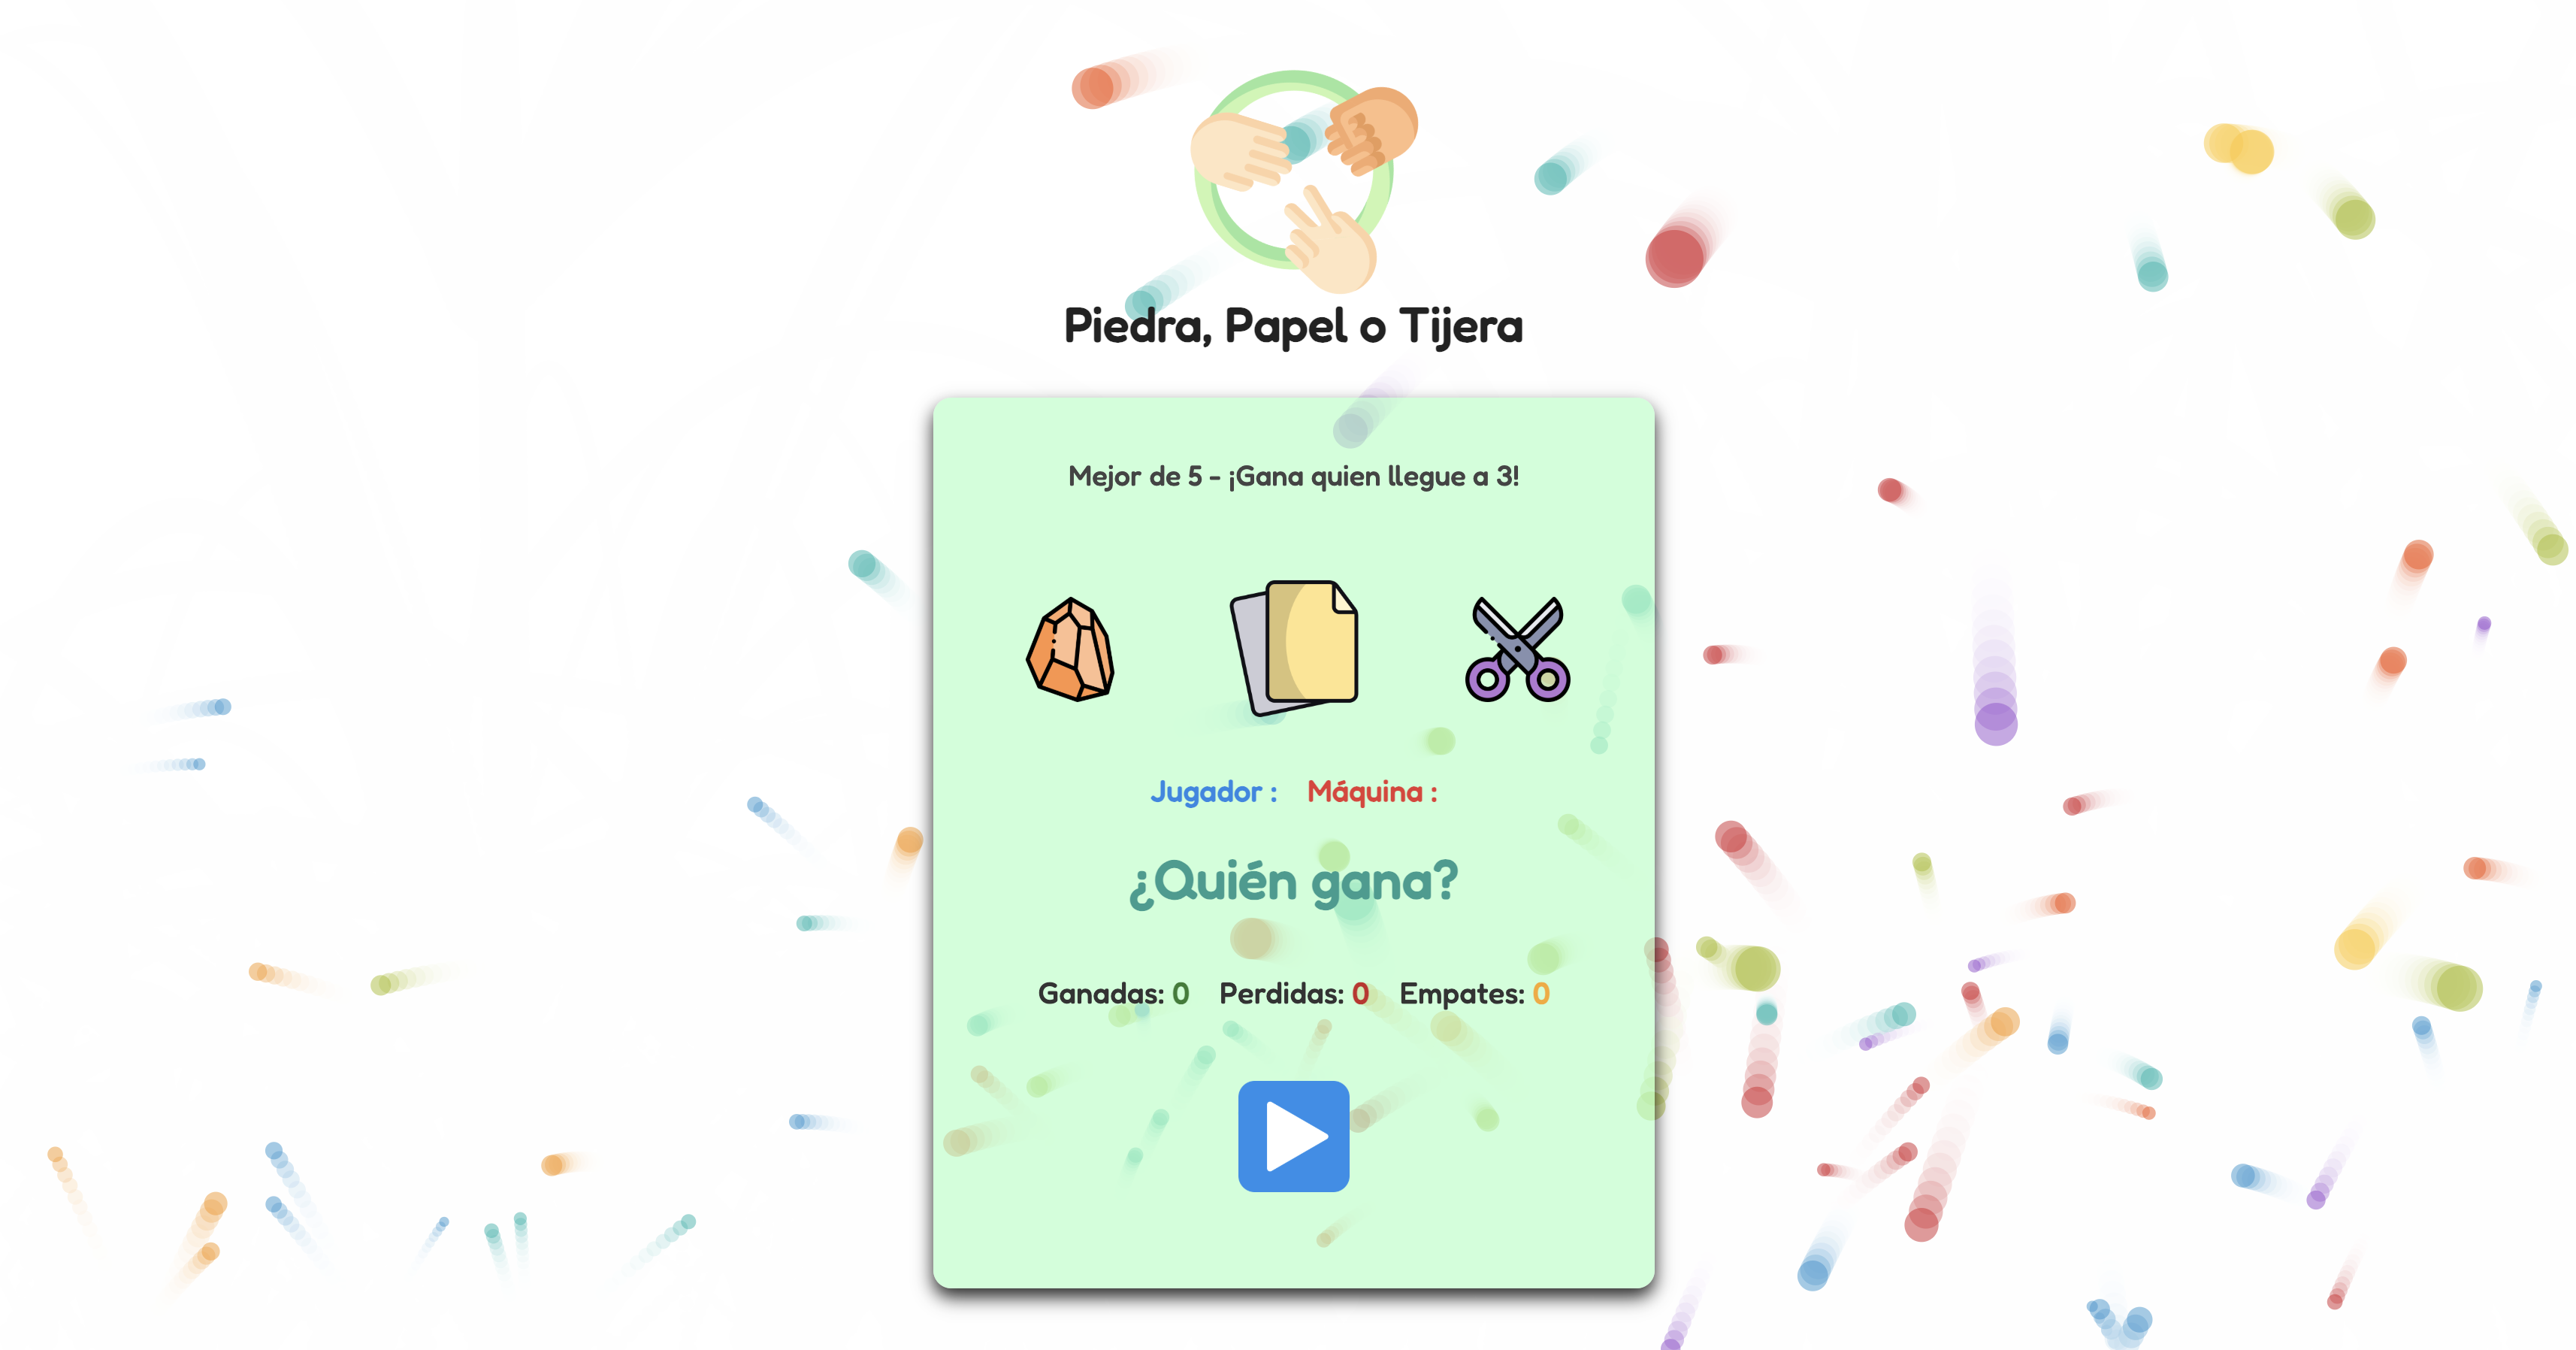 Piedra, Papel o Tijera
Mejor de 5 - ¡Gana quien llegue a 3!
Jugador : Máquina :
¿Quién gana?
Ganadas: 0 Perdidas: 0 Empates: 0